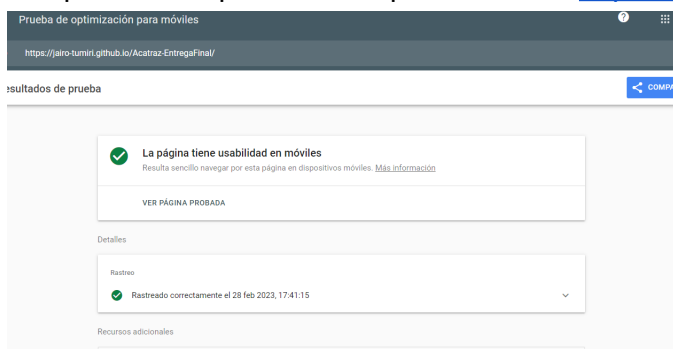 Prueba de optimización para móviles
https://jairo-tumiri.github.io/Acatraz-EntregaFinal/
esultados de prueba
COMPA
La página tiene usabilidad en móviles
Resulta sencillo navegar por esta página en dispositivos móviles. Más información
VER PÁGINA PROBADA
Detalles
Rastreo
Rastreado correctamente el 28 feb 2023, 17:41:15
Recursos adicionales